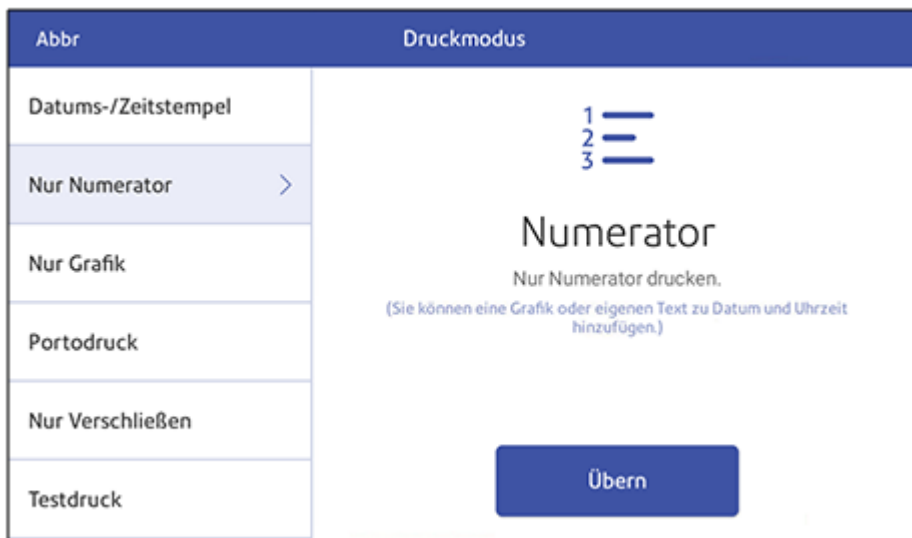 Abbr
Druckmodus
Datums-/Zeitstempel
Nur Numerator
Nur Grafik
Portodruck
Nur Verschließen
Testdruck
1
2
3
Numerator
Nur Numerator drucken.
(Sie können eine Grafik oder eigenen Text zu Datum und Uhrzeit
hinzufügen.)
Übern